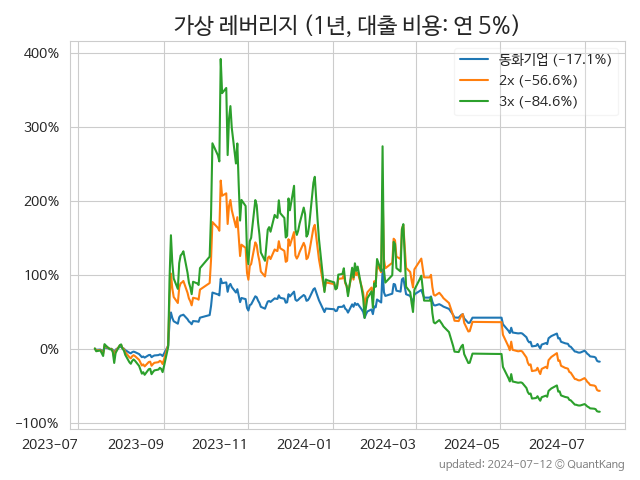 가상 레버리지 (1년, 대출 비용: 연 5%)
동화기업 (-17.1%)
2x (-56.6%)
3x (-84.6%)
400%
300%
200%
100%
0%
-100%
2023-07 2023-09 2023-11 2024-01 2024-03 2024-05 2024-07
updated: 2024-07-12 © QuantKang